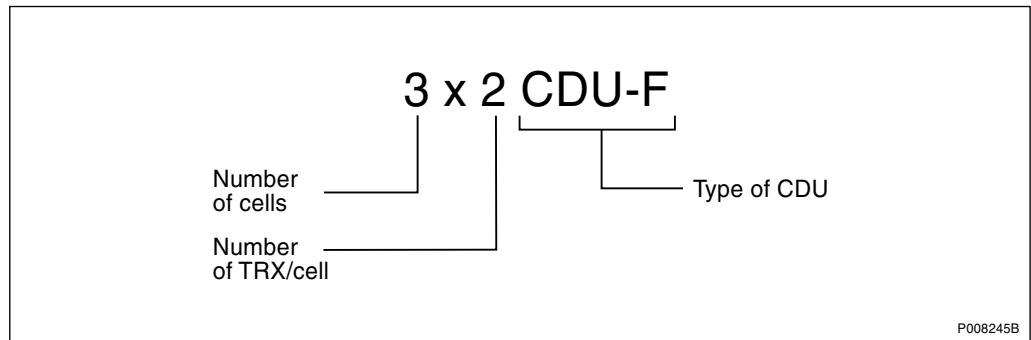 3 x 2 CDU-F
Number
of cells
Type of CDU
Number
of TRX/cell
P008245B